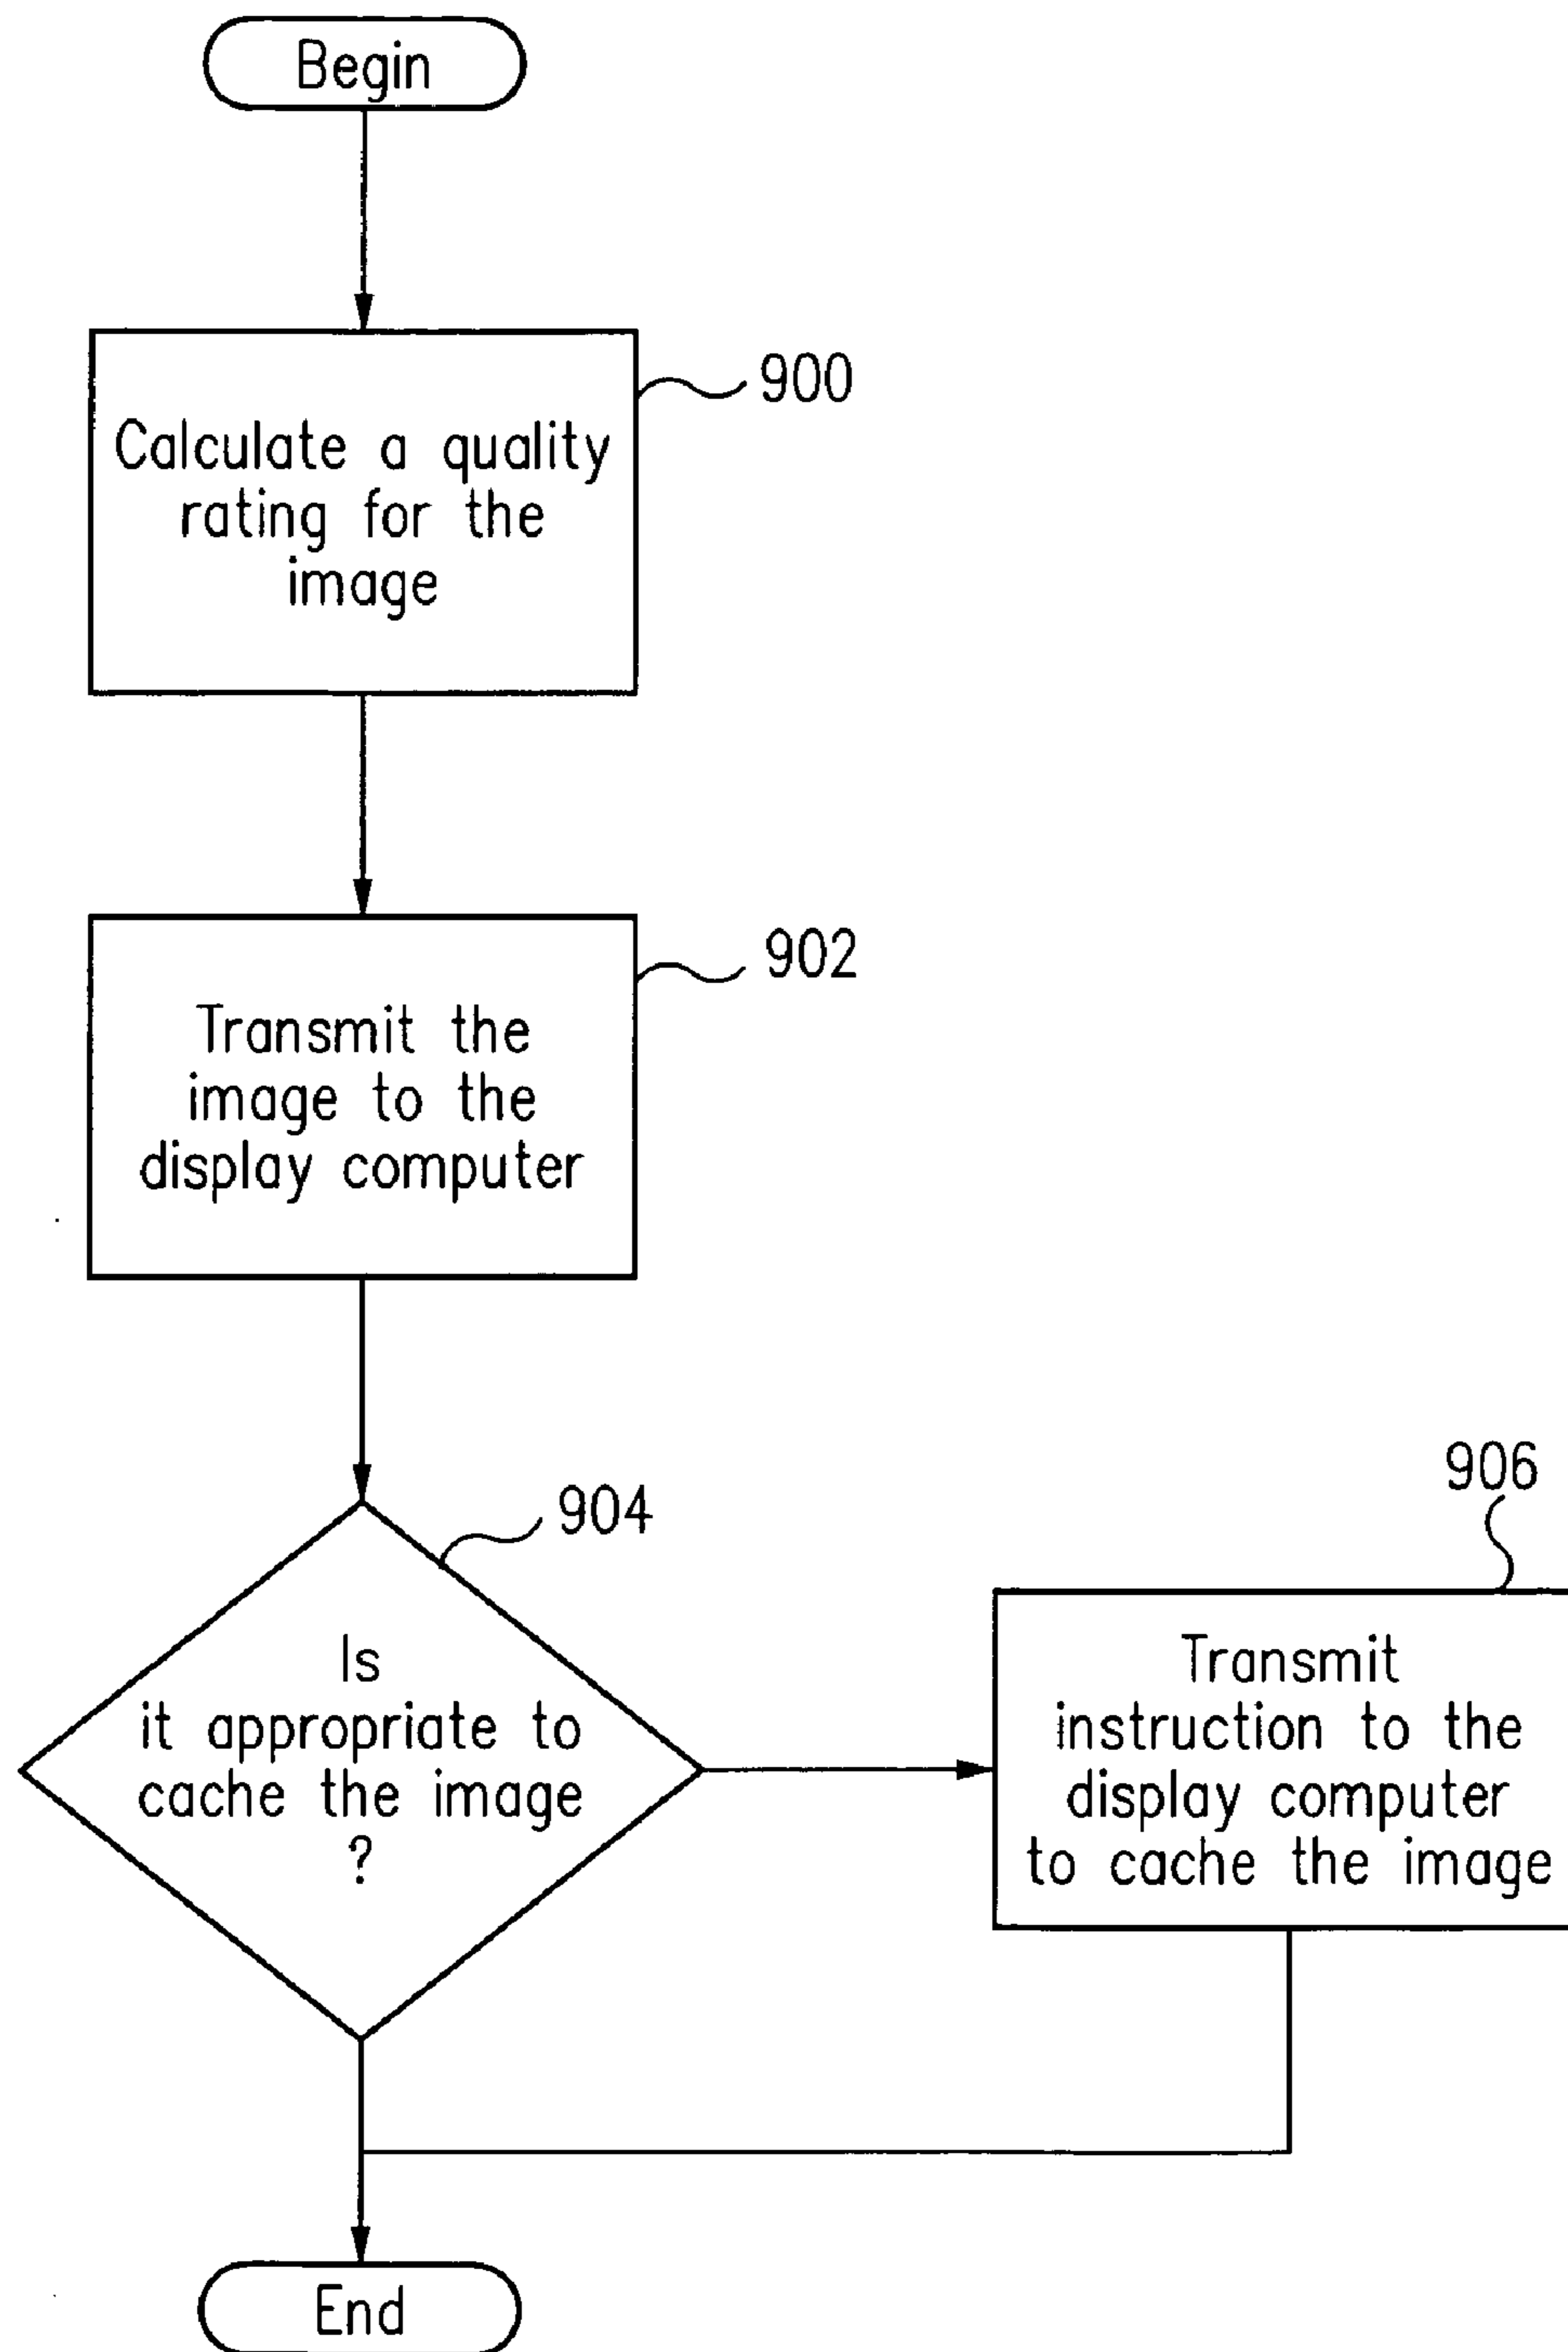 Begin
900
Calculate a quality
rating for the
image
902
Transmit the
image to the
display computer
904
Is
it appropriate to
cache the image
?
906
Transmit
instruction to the
display computer
to cache the image
End